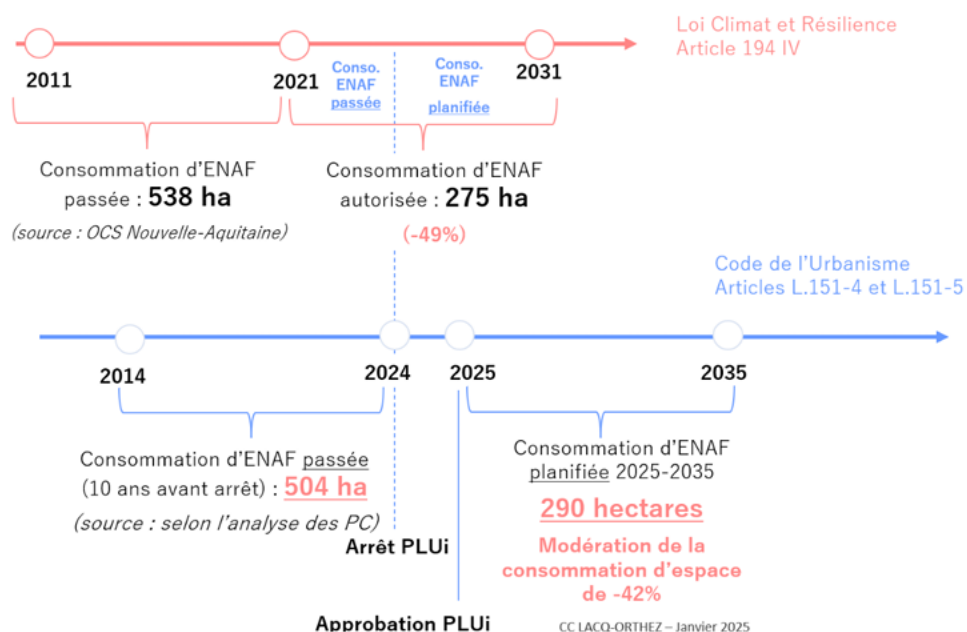 Loi Climat et Résilience
Article 194 IV
2011
2021
Conso.
ENAF
passée
Conso.
ENAF
planifiée
2031
Consommation d'ENAF
passée : 538 ha
(source : OCS Nouvelle-Aquitaine)
Consommation d'ENAF
autorisée : 275 ha
(-49%)
Code de l'Urbanisme
Articles L.151-4 et L.151-5
2014
2024
2025
2035
Consommation d'ENAF passée
(10 ans avant arrêt) : 504 ha
(source : selon l'analyse des PC)
Arrêt PLUi
Approbation PLUi
Consommation d'ENAF
planifiée 2025-2035
290 hectares
Modération de la
consommation d'espace
de -42%
CC LACQ-ORTHEZ – Janvier 2025